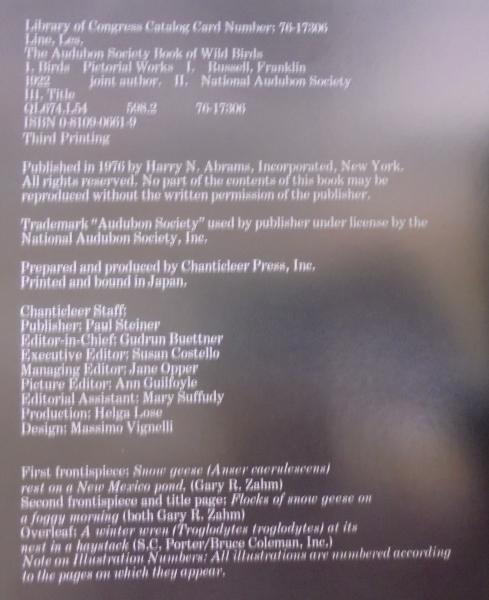 Library of Congress Catalog Card Number: 76-17306
Line, Les.
The Audubon Society Book of Wild Birds
1. Birds Pictorial Works I. Russell, Franklin
1922 joint author. II. National Audubon Society
III. Title
QL674.L54 598.2 76-17306
ISBN 0-8109-0661-9
Third Printing
Published in 1976 by Harry N. Abrams, Incorporated, New York.
All rights reserved. No part of the contents of this book may be
reproduced without the written permission of the publisher.
Trademark "Audubon Society" used by publisher under license by the
National Audubon Society, Inc.
Prepared and produced by Chanticleer Press, Inc.
Printed and bound in Japan.
Chanticleer Staff:
Publisher: Paul Steiner
Editor-in-Chief: Gudrun Buettner
Executive Editor: Susan Costello
Managing Editor: Jane Opper
Picture Editor: Ann Guilfoyle
Editorial Assistant: Mary Suffudy
Production: Helga Lose
Design: Massimo Vignelli
First frontispiece: Snow geese (Anser caerulescens)
rest on a New Mexico pond, (Gary R. Zahm)
Second frontispiece and title page: Flocks of snow geese on
a foggy morning (both Gary R. Zahm)
Overleaf: A winter wren (Troglodytes troglodytes) at its
nest in a haystack (S.C. Porter/Bruce Coleman, Inc.)
Note on Illustration Numbers: All illustrations are numbered according
to the pages on which they appear.